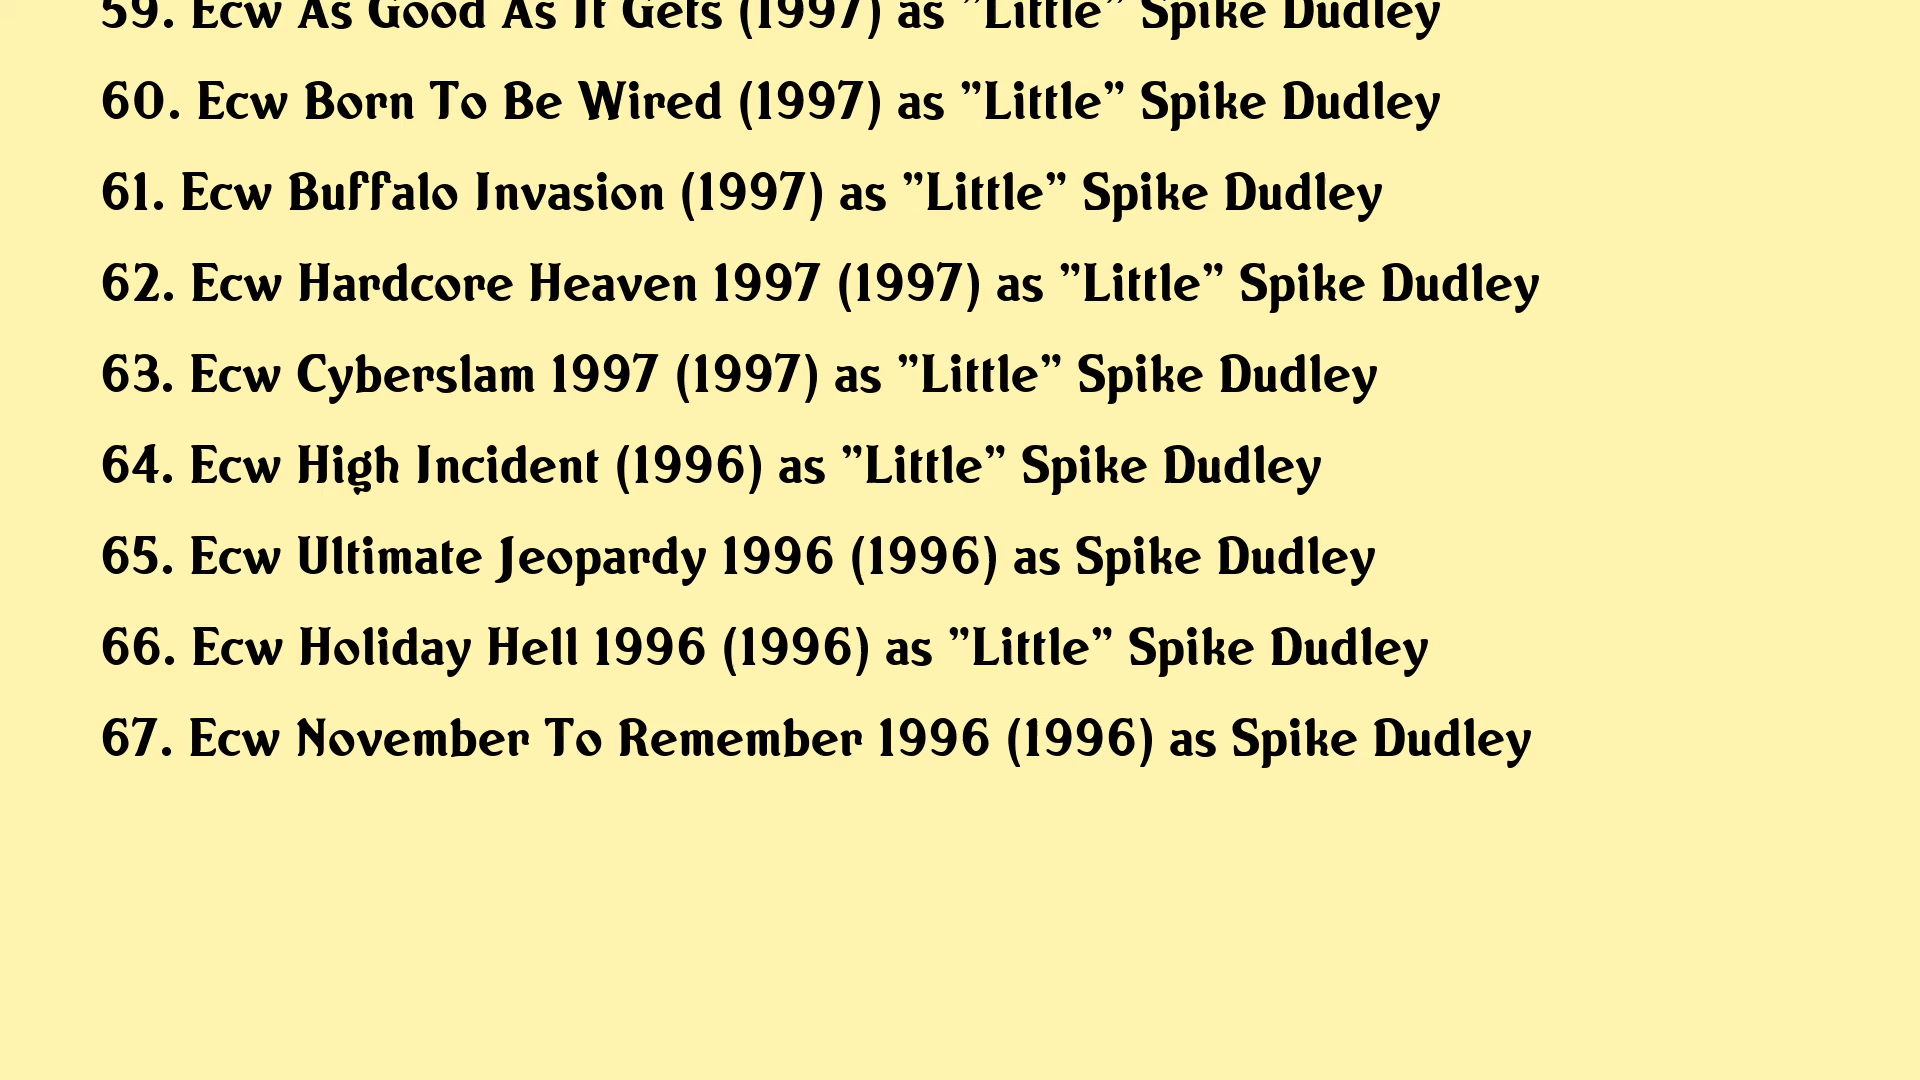 59. Ecw As Good As It Gets (1997) as ”Little” Spike Dudley
60. Ecw Born To Be Wired (1997) as ”Little” Spike Dudley
61. Ecw Buffalo Invasion (1997) as ”Little” Spike Dudley
62. Ecw Hardcore Heaven 1997 (1997) as ”Little” Spike Dudley
63. Ecw Cyberslam 1997 (1997) as ”Little” Spike Dudley
64. Ecw High Incident (1996) as ”Little” Spike Dudley
65. Ecw Ultimate Jeopardy 1996 (1996) as Spike Dudley
66. Ecw Holiday Hell 1996 (1996) as ”Little” Spike Dudley
67. Ecw November To Remember 1996 (1996) as Spike Dudley